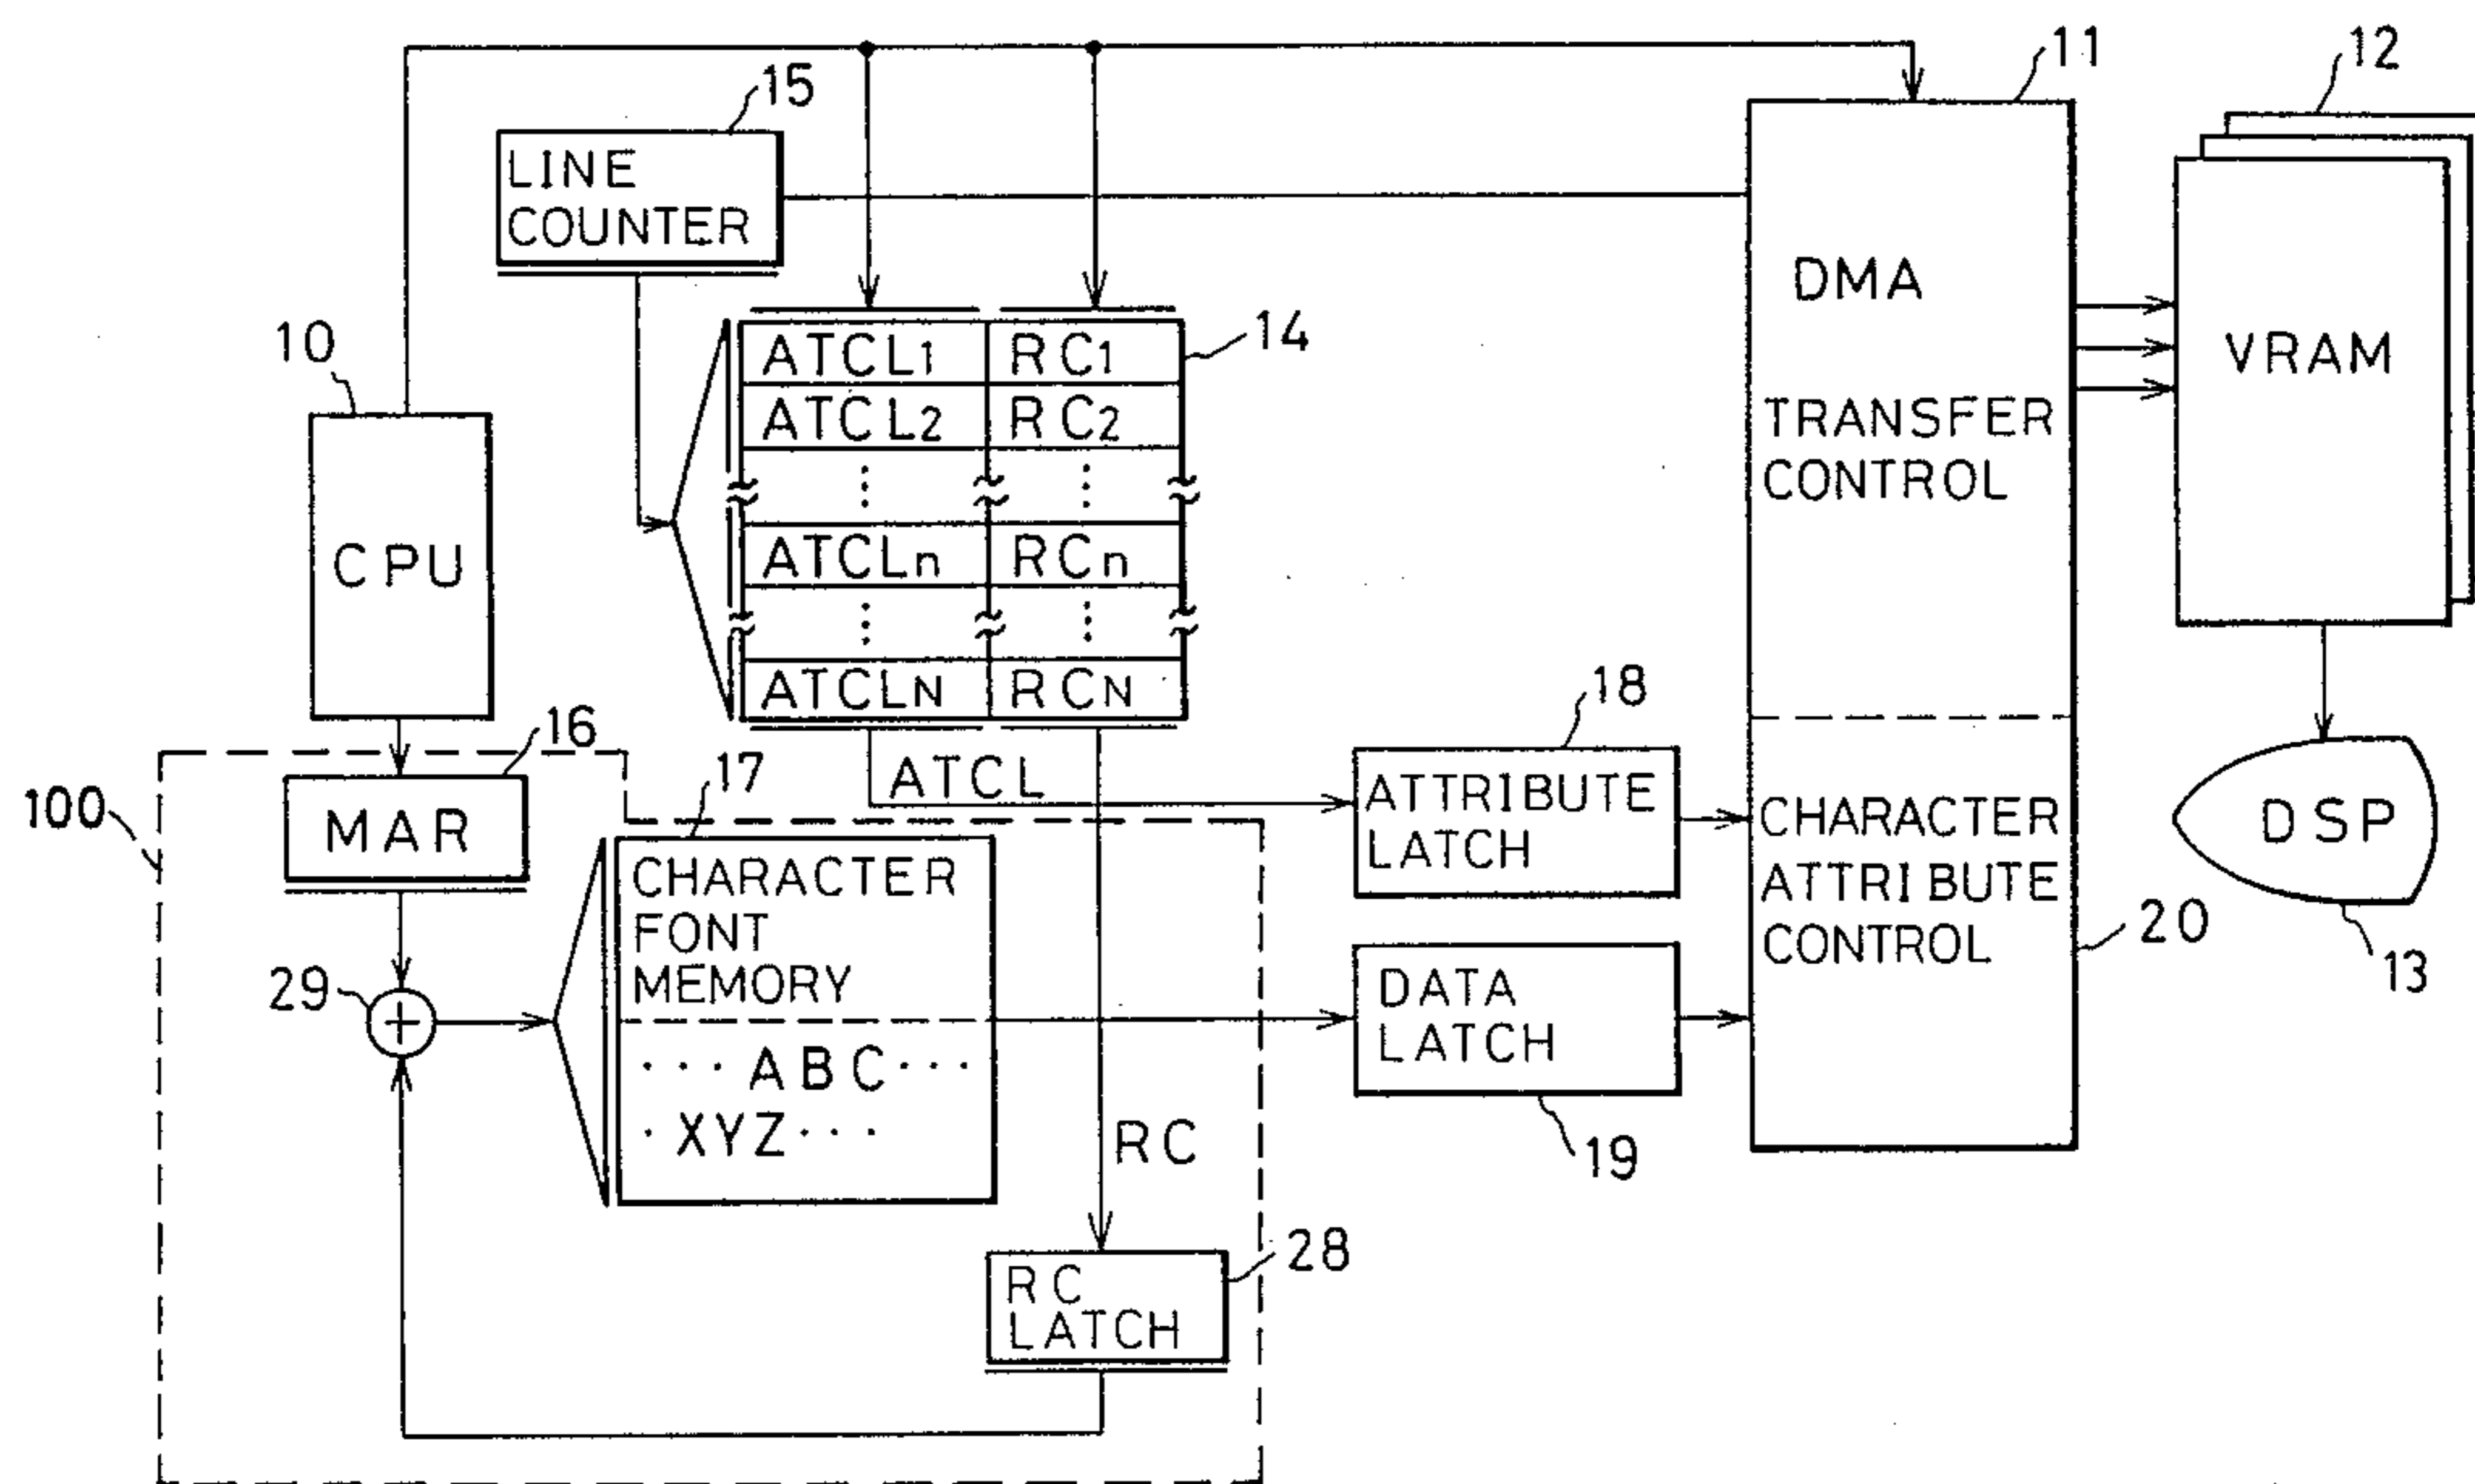 11
12
15
LINE
COUNTER
DMA
TRANSFER
CONTROL
VRAM
10
CPU
14
ATCL1 RC1
ATCL2 RC2
⋮ ⋮
ATCLn RCn
⋮ ⋮
ATCLN RCN
16
MAR
100
17
ATCL
18
ATTRIBUTE
LATCH
CHARACTER
ATTRIBUTE
CONTROL
20
DSP
13
CHARACTER
FONT
MEMORY
··· ABC ···
· XYZ ···
29
+
DATA
LATCH
19
RC
28
RC
LATCH